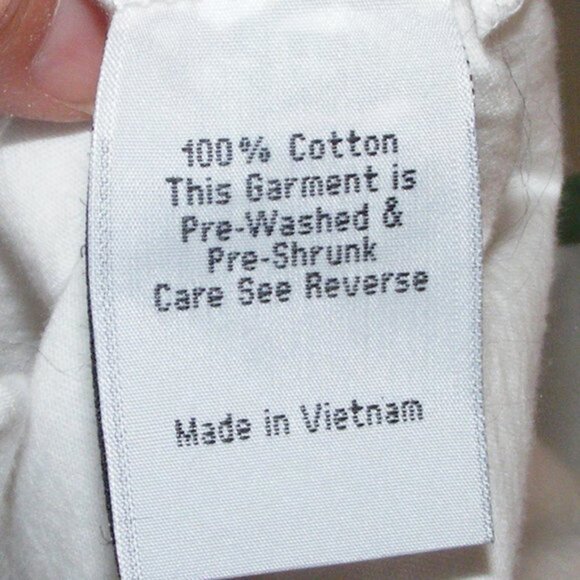 100% Cotton
This Garment is
Pre-Washed &
Pre-Shrunk
Care See Reverse
Made in Vietnam